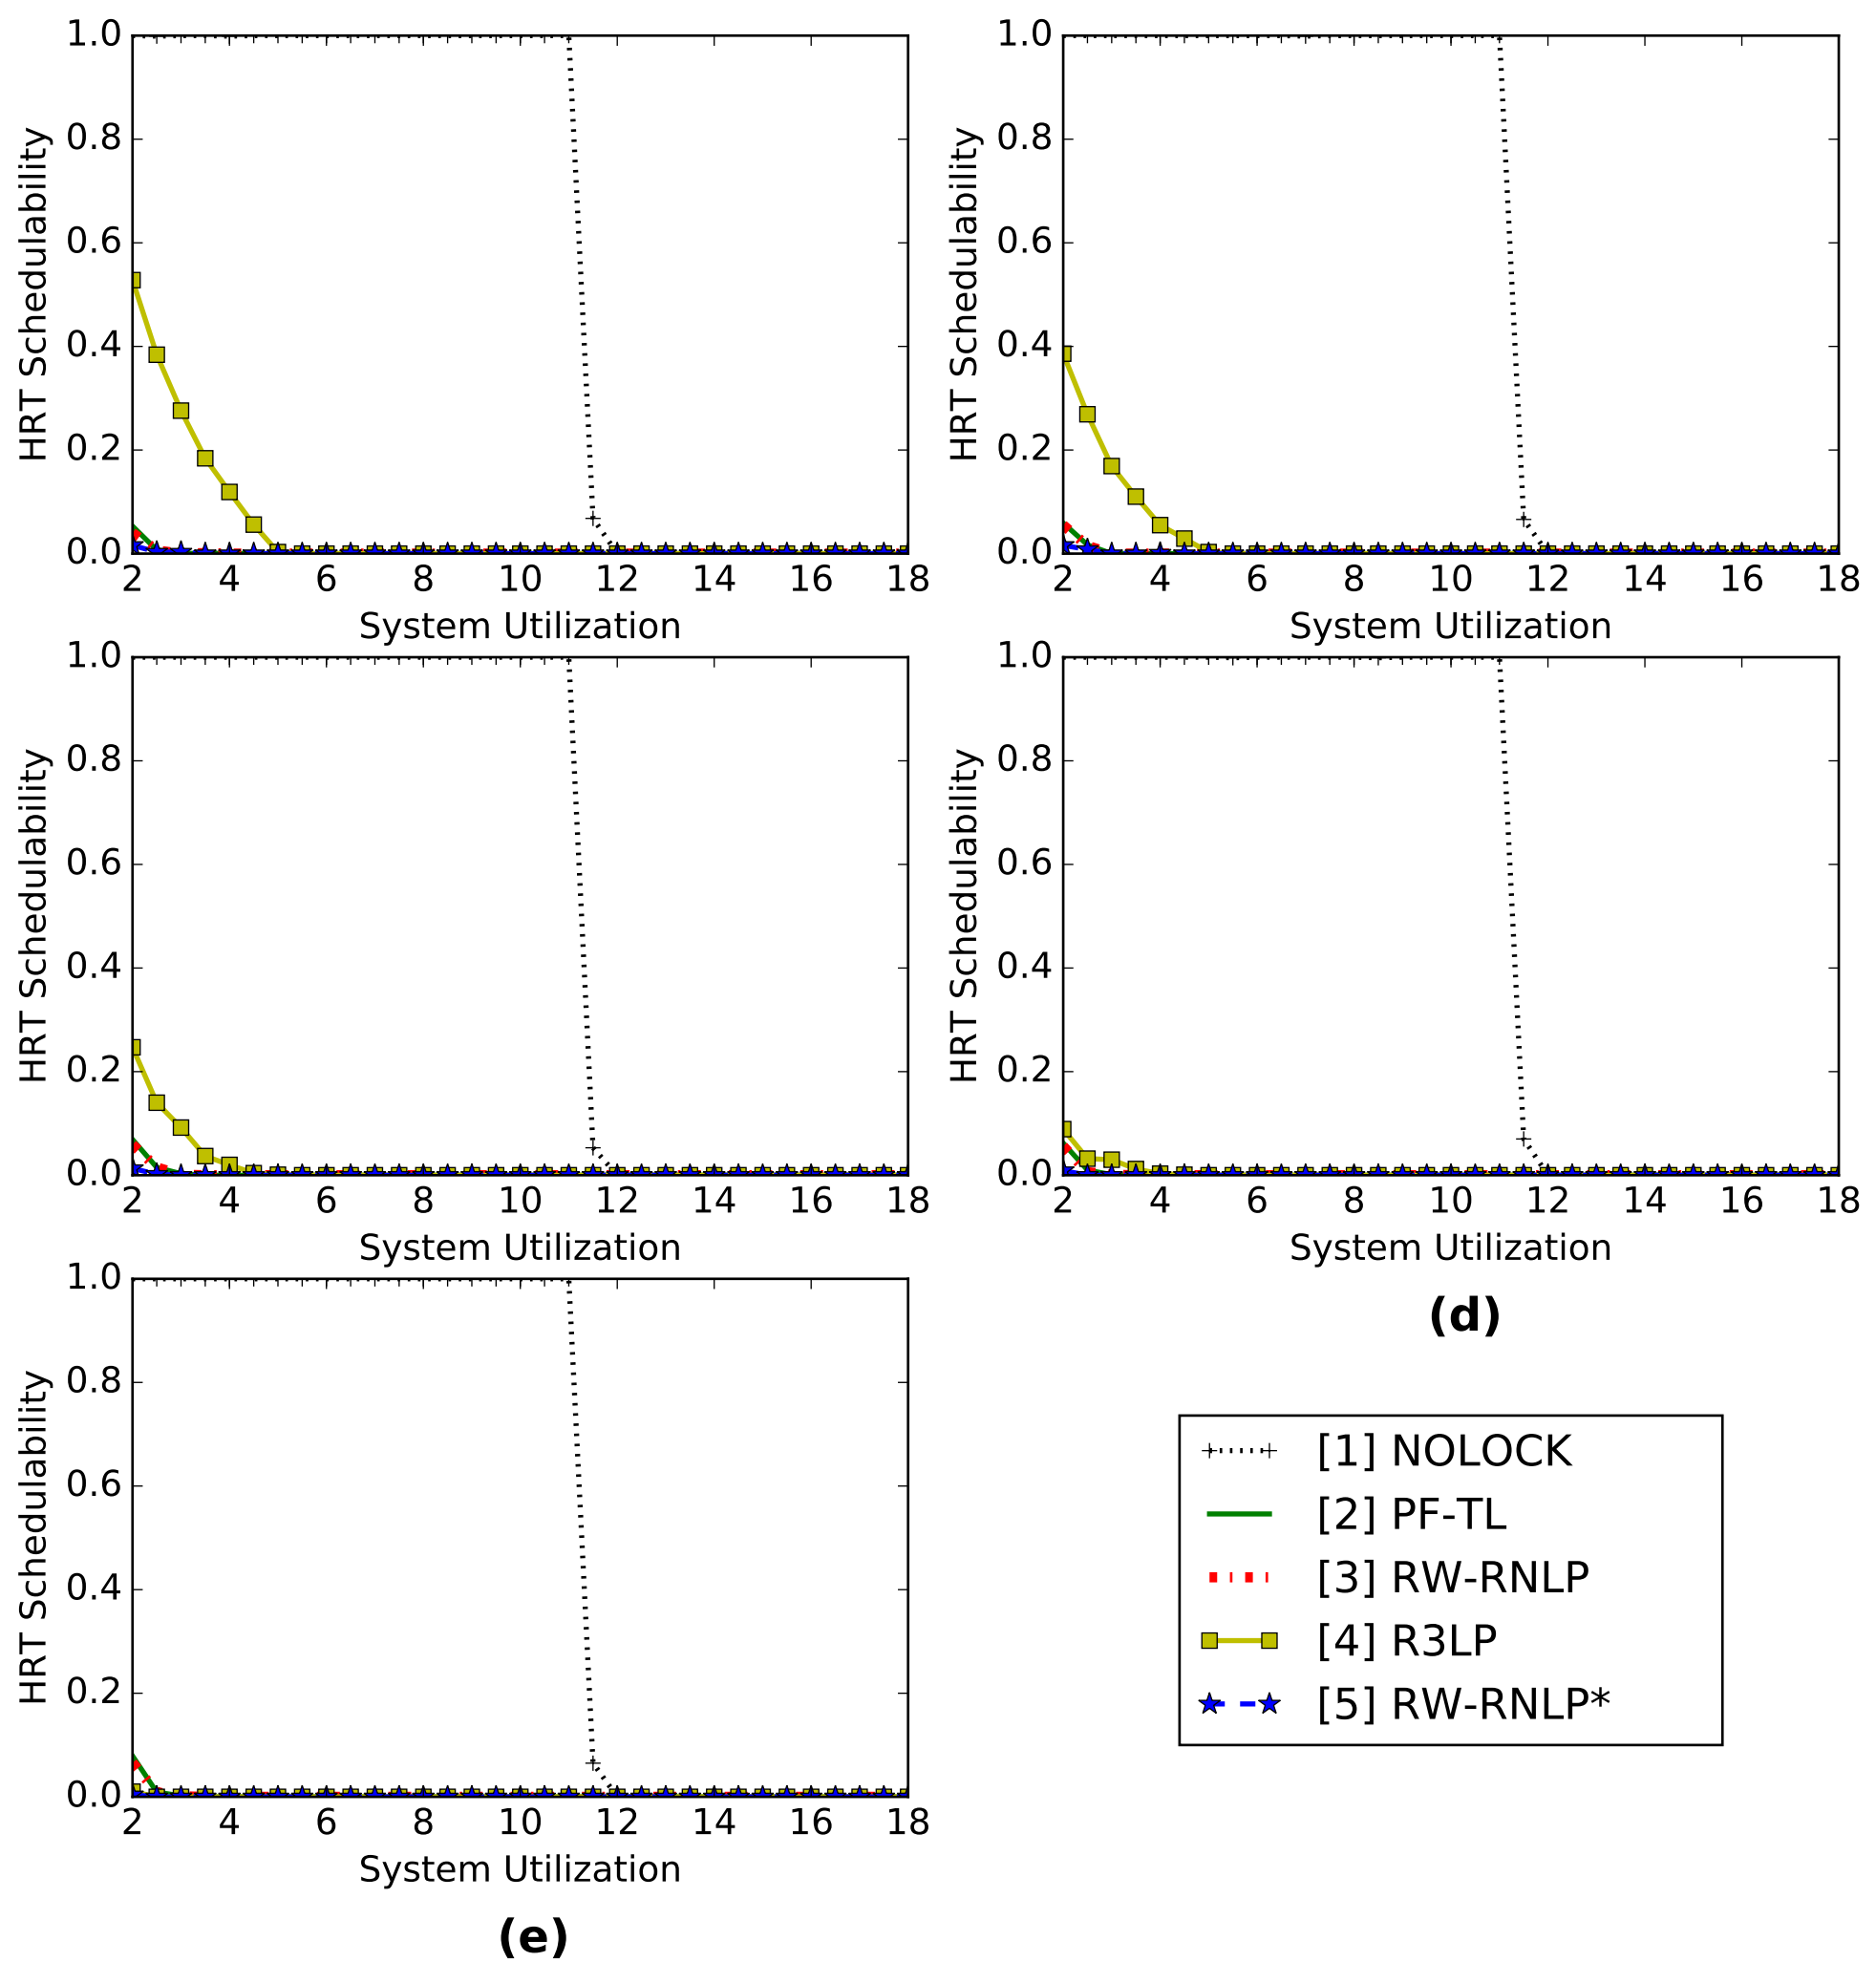 1.0
0.8
0.6
0.4
0.2
0.0
HRT Schedulability
2 4 6 8 10 12 14 16 18
System Utilization
1.0
0.8
0.6
0.4
0.2
0.0
HRT Schedulability
2 4 6 8 10 12 14 16 18
System Utilization
1.0
0.8
0.6
0.4
0.2
0.0
HRT Schedulability
2 4 6 8 10 12 14 16 18
System Utilization
1.0
0.8
0.6
0.4
0.2
0.0
HRT Schedulability
2 4 6 8 10 12 14 16 18
System Utilization
(d)
1.0
0.8
0.6
0.4
0.2
0.0
HRT Schedulability
2 4 6 8 10 12 14 16 18
System Utilization
(e)
[1] NOLOCK
[2] PF-TL
[3] RW-RNLP
[4] R3LP
[5] RW-RNLP*